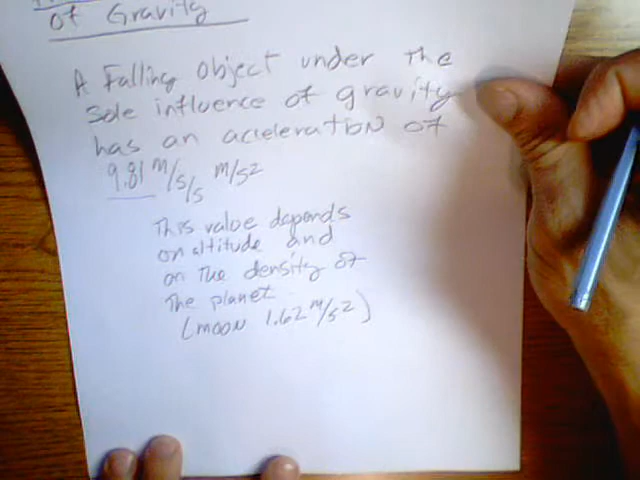 of Gravity
A Falling object under the
sole influence of gravity
has an acceleration of
9.81 m/s/s m/s2
This value depends
on altitude and
on the density of
the planet
(moon 1.62 m/s2)